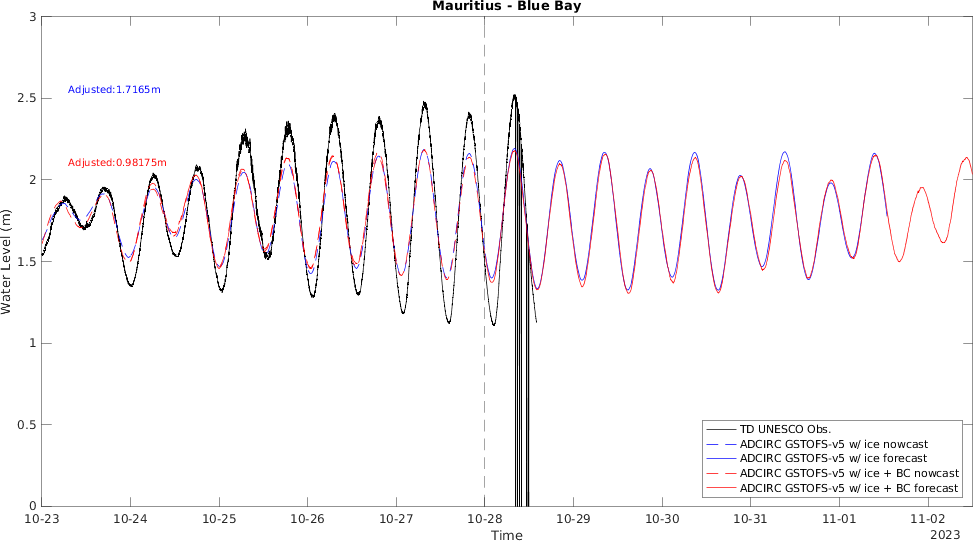 Mauritius - Blue Bay
3
2.5
2
1.5
1
0.5
0
Water Level (m)
Adjusted:1.7165m
Adjusted:0.98175m
TD UNESCO Obs.
ADCIRC GSTOFS-v5 w/ ice nowcast
ADCIRC GSTOFS-v5 w/ ice forecast
ADCIRC GSTOFS-v5 w/ ice + BC nowcast
ADCIRC GSTOFS-v5 w/ ice + BC forecast
10-23 10-24 10-25 10-26 10-27 10-28 10-29 10-30 10-31 11-01 11-02
Time
2023